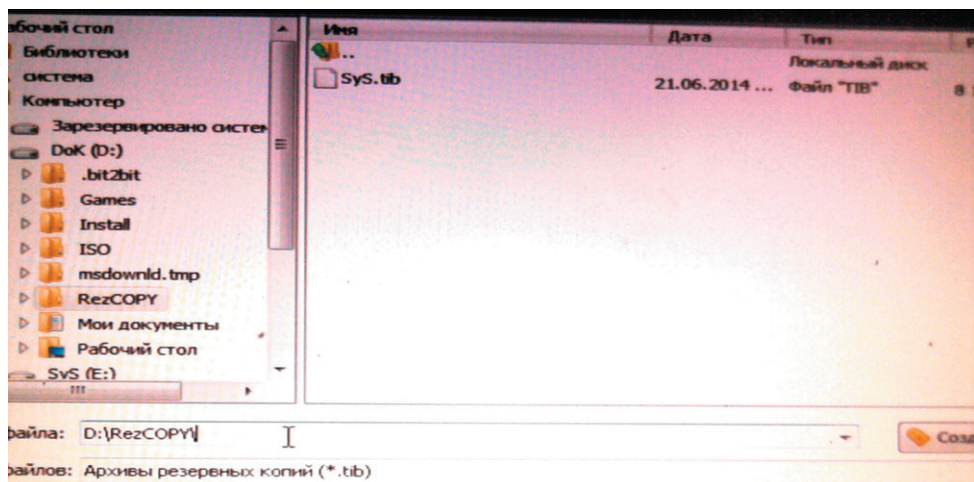 абочий стол
Библиотеки
система
Компьютер
Зарезервировано систем
DoK (D:)
.bit2bit
Games
Install
ISO
msdownld.tmp
RezCOPY
Мои документы
Рабочий стол
SyS (E:)
Имя Дата Тип
.. Локальный диск
SyS.tib 21.06.2014 ... Файл "TIB" 8
файла: D:\RezCOPY\ Созд
файлов: Архивы резервных копий (*.tib)